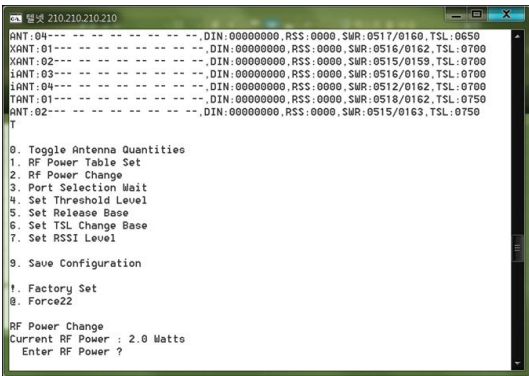 텔넷 210.210.210.210
ANT:04--- -- -- -- -- -- --,DIN:00000000,RSS:0000,SWR:0517/0160,TSL:0650
XANT:01--- -- -- -- -- -- --,DIN:00000000,RSS:0000,SWR:0516/0162,TSL:0700
XANT:02--- -- -- -- -- -- --,DIN:00000000,RSS:0000,SWR:0515/0159,TSL:0700
iANT:03--- -- -- -- -- -- --,DIN:00000000,RSS:0000,SWR:0516/0160,TSL:0700
iANT:04--- -- -- -- -- -- --,DIN:00000000,RSS:0000,SWR:0512/0162,TSL:0700
TANT:01--- -- -- -- -- -- --,DIN:00000000,RSS:0000,SWR:0518/0162,TSL:0750
ANT:02--- -- -- -- -- -- --,DIN:00000000,RSS:0000,SWR:0515/0163,TSL:0750
T
0. Toggle Antenna Quantities
1. RF Power Table Set
2. Rf Power Change
3. Port Selection Wait
4. Set Threshold Level
5. Set Release Base
6. Set TSL Change Base
7. Set RSSI Level
9. Save Configuration
!. Factory Set
@. Force22
RF Power Change
Current RF Power : 2.0 Watts
Enter RF Power ?